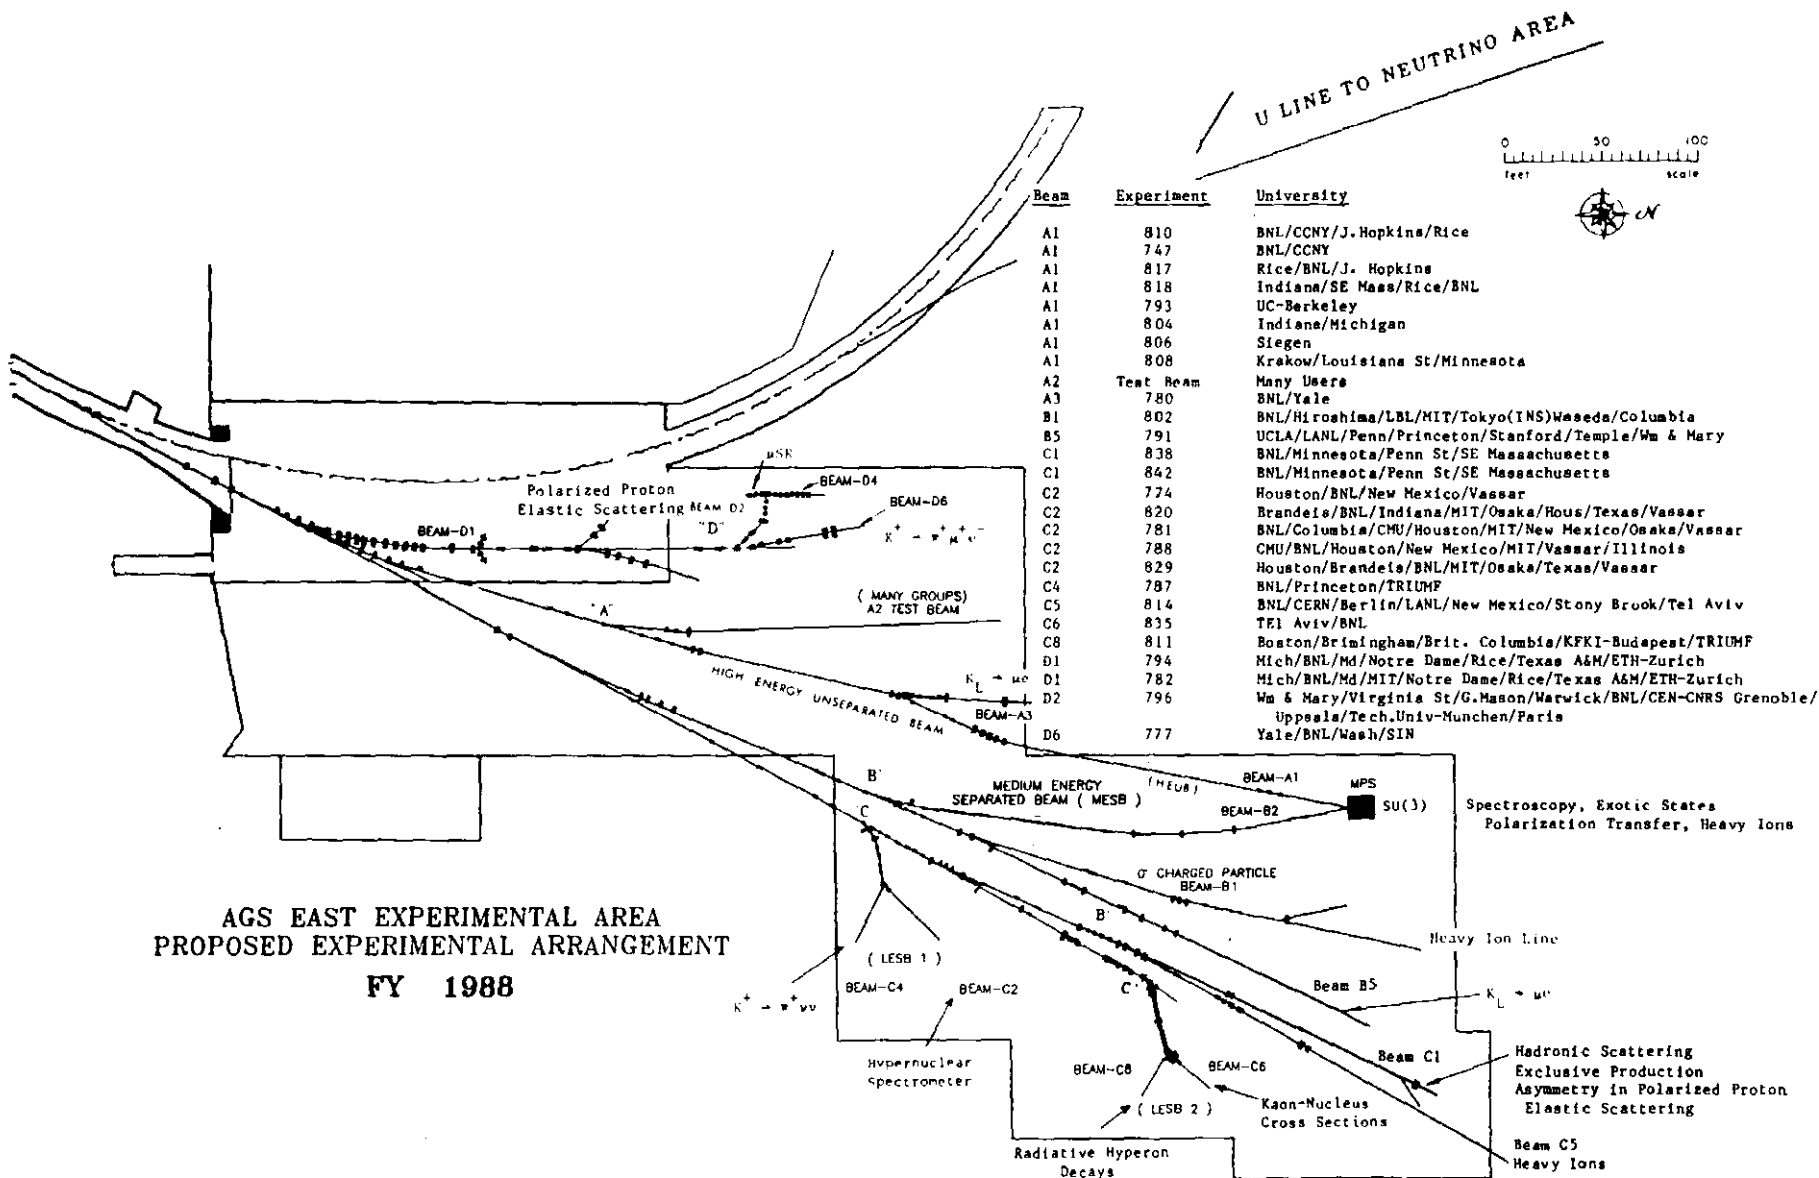 U LINE TO NEUTRINO AREA
0 50 100
feet scale
N
Beam Experiment University
A1 810 BNL/CCNY/J.Hopkins/Rice
A1 747 BNL/CCNY
A1 817 Rice/BNL/J. Hopkins
A1 818 Indiana/SE Mass/Rice/BNL
A1 793 UC-Berkeley
A1 804 Indiana/Michigan
A1 806 Siegen
A1 808 Krakow/Louisiana St/Minnesota
A2 Test Beam Many Users
A3 780 BNL/Yale
B1 802 BNL/Hiroshima/LBL/MIT/Tokyo(INS)Waseda/Columbia
B5 791 UCLA/LANL/Penn/Princeton/Stanford/Temple/Wm & Mary
C1 838 BNL/Minnesota/Penn St/SE Massachusetts
C1 842 BNL/Minnesota/Penn St/SE Massachusetts
C2 774 Houston/BNL/New Mexico/Vassar
C2 820 Brandeis/BNL/Indiana/MIT/Osaka/Hous/Texas/Vassar
C2 781 BNL/Columbia/CMU/Houston/MIT/New Mexico/Osaka/Vassar
C2 788 CMU/BNL/Houston/New Mexico/MIT/Vassar/Illinois
C2 829 Houston/Brandeis/BNL/MIT/Osaka/Texas/Vassar
C4 787 BNL/Princeton/TRIUMF
C5 814 BNL/CERN/Berlin/LANL/New Mexico/Stony Brook/Tel Aviv
C6 835 TEl Aviv/BNL
C8 811 Boston/Brimingham/Brit. Columbia/KFKI-Budapest/TRIUMF
D1 794 Mich/BNL/Md/Notre Dame/Rice/Texas A&M/ETH-Zurich
D1 782 Mich/BNL/Md/MIT/Notre Dame/Rice/Texas A&M/ETH-Zurich
D2 796 Wm & Mary/Virginia St/G.Mason/Warwick/BNL/CEN-CNRS Grenoble/
Uppsala/Tech.Univ-Munchen/Paris
D6 777 Yale/BNL/Wash/SIN
μSR
BEAM-D4
Polarized Proton
Elastic Scattering
BEAM-D2
"D"
BEAM-D6
BEAM-D1
K⁺ → π⁺μ⁺e⁻
( MANY GROUPS)
A2 TEST BEAM
"A"
HIGH ENERGY UNSEPARATED BEAM
K_L → μe
BEAM-A3
(HEUB)
BEAM-A1
MPS
SU(3)
Spectroscopy, Exotic States
Polarization Transfer, Heavy Ions
B'
MEDIUM ENERGY
SEPARATED BEAM ( MESB )
BEAM-B2
C
0° CHARGED PARTICLE
BEAM-B1
B'
Heavy Ion Line
AGS EAST EXPERIMENTAL AREA
PROPOSED EXPERIMENTAL ARRANGEMENT
FY 1988
( LESB 1 )
BEAM-C4
BEAM-C2
C'
Beam B5
K_L → μe
K⁺ → π⁺νν
Hypernuclear
Spectrometer
BEAM-C8
BEAM-C6
( LESB 2 )
Kaon-Nucleus
Cross Sections
Beam C1
Hadronic Scattering
Exclusive Production
Asymmetry in Polarized Proton
Elastic Scattering
Radiative Hyperon
Decays
Beam C5
Heavy Ions